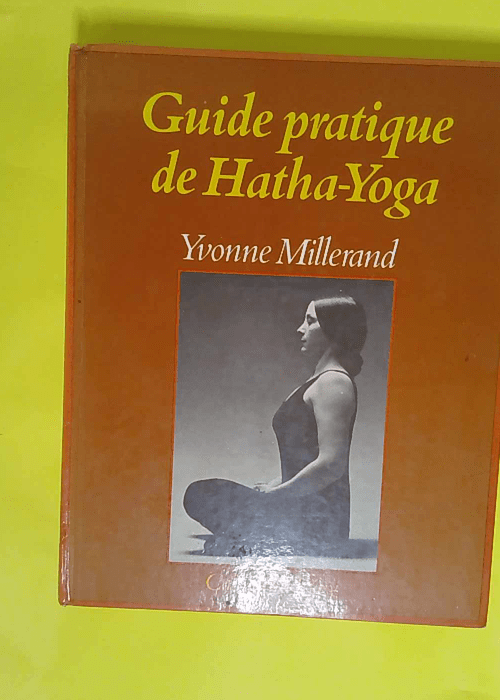 Guide pratique
de Hatha-Yoga
Yvonne Millerand